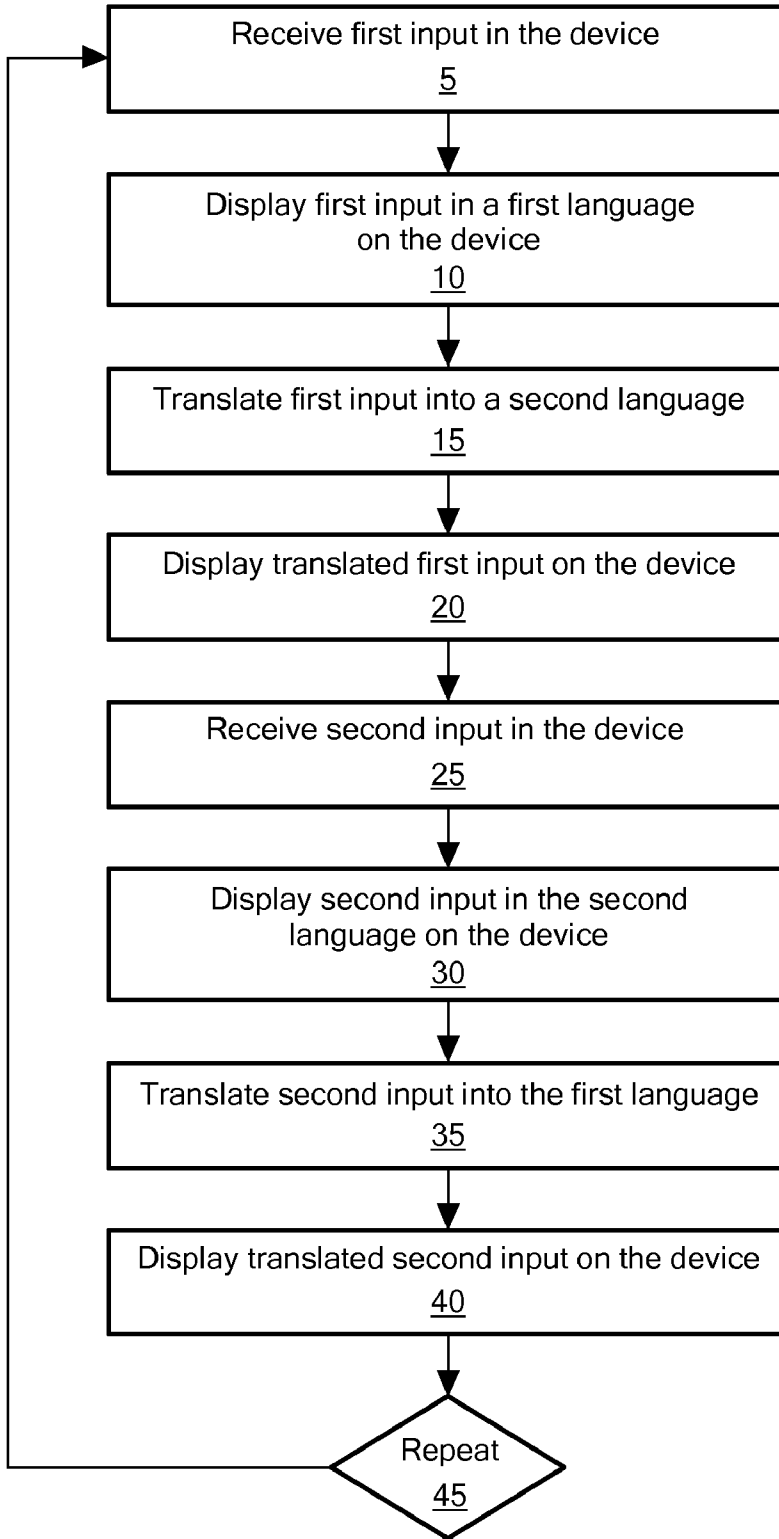 Receive first input in the device
5
Display first input in a first language
on the device
10
Translate first input into a second language
15
Display translated first input on the device
20
Receive second input in the device
25
Display second input in the second
language on the device
30
Translate second input into the first language
35
Display translated second input on the device
40
Repeat
45